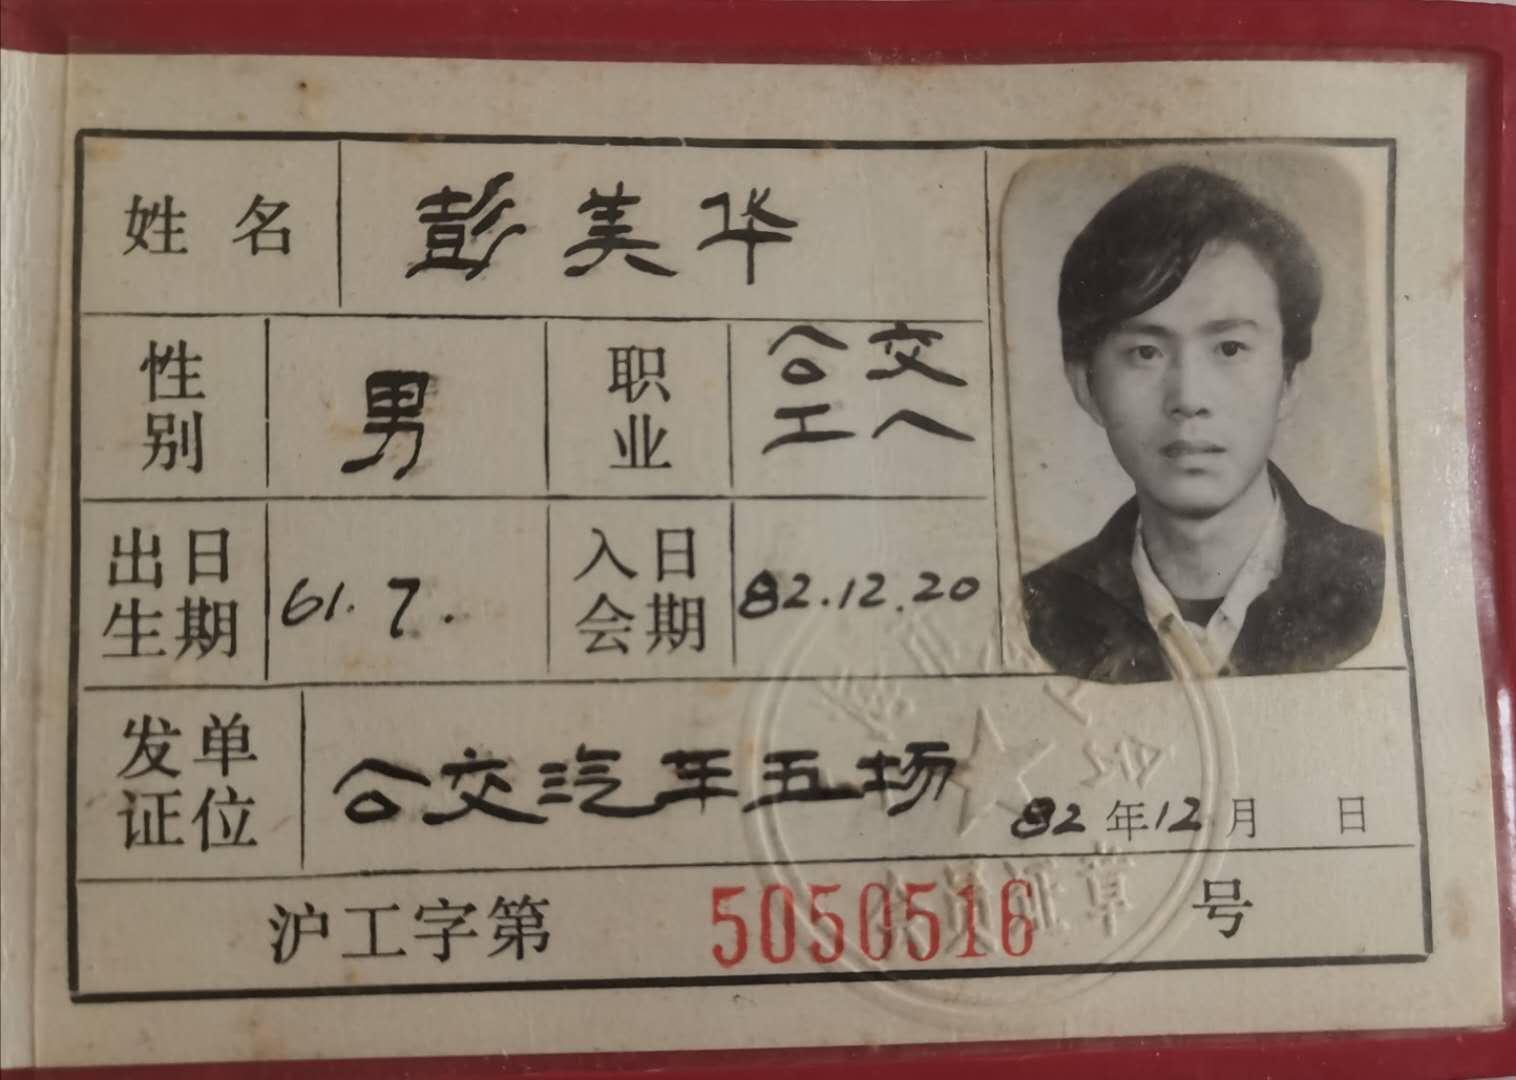 姓名 彭美华
性别 男 职业 公交工人
出生日期 61.7. 入会日期 82.12.20
发证单位 公交汽车五场 82年12月 日
沪工字第 5050516 号